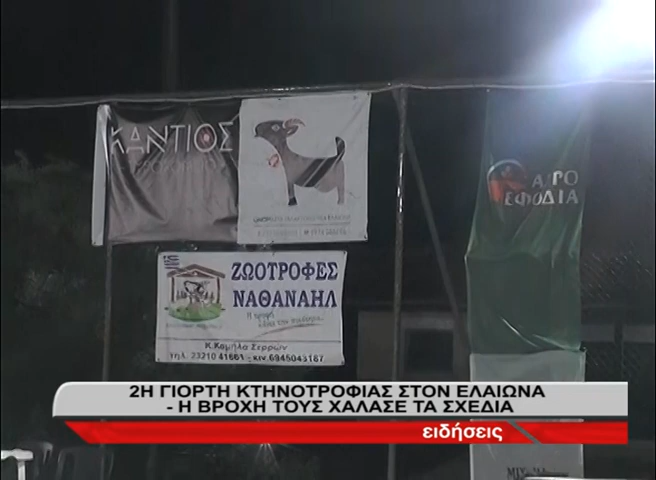 ΚΑΝΤΙΟΣ
ΑΓΡΟ
ΕΦΟΔΙΑ
ΖΩΟΤΡΟΦΕΣ
ΝΑΘΑΝΑΗΛ
Η τροφή
Κ.Καμήλα Σερρών
τηλ. 23210 41661 - κιν. 6945043187
2Η ΓΙΟΡΤΗ ΚΤΗΝΟΤΡΟΦΙΑΣ ΣΤΟΝ ΕΛΑΙΩΝΑ
- Η ΒΡΟΧΗ ΤΟΥΣ ΧΑΛΑΣΕ ΤΑ ΣΧΕΔΙΑ
ειδήσεις